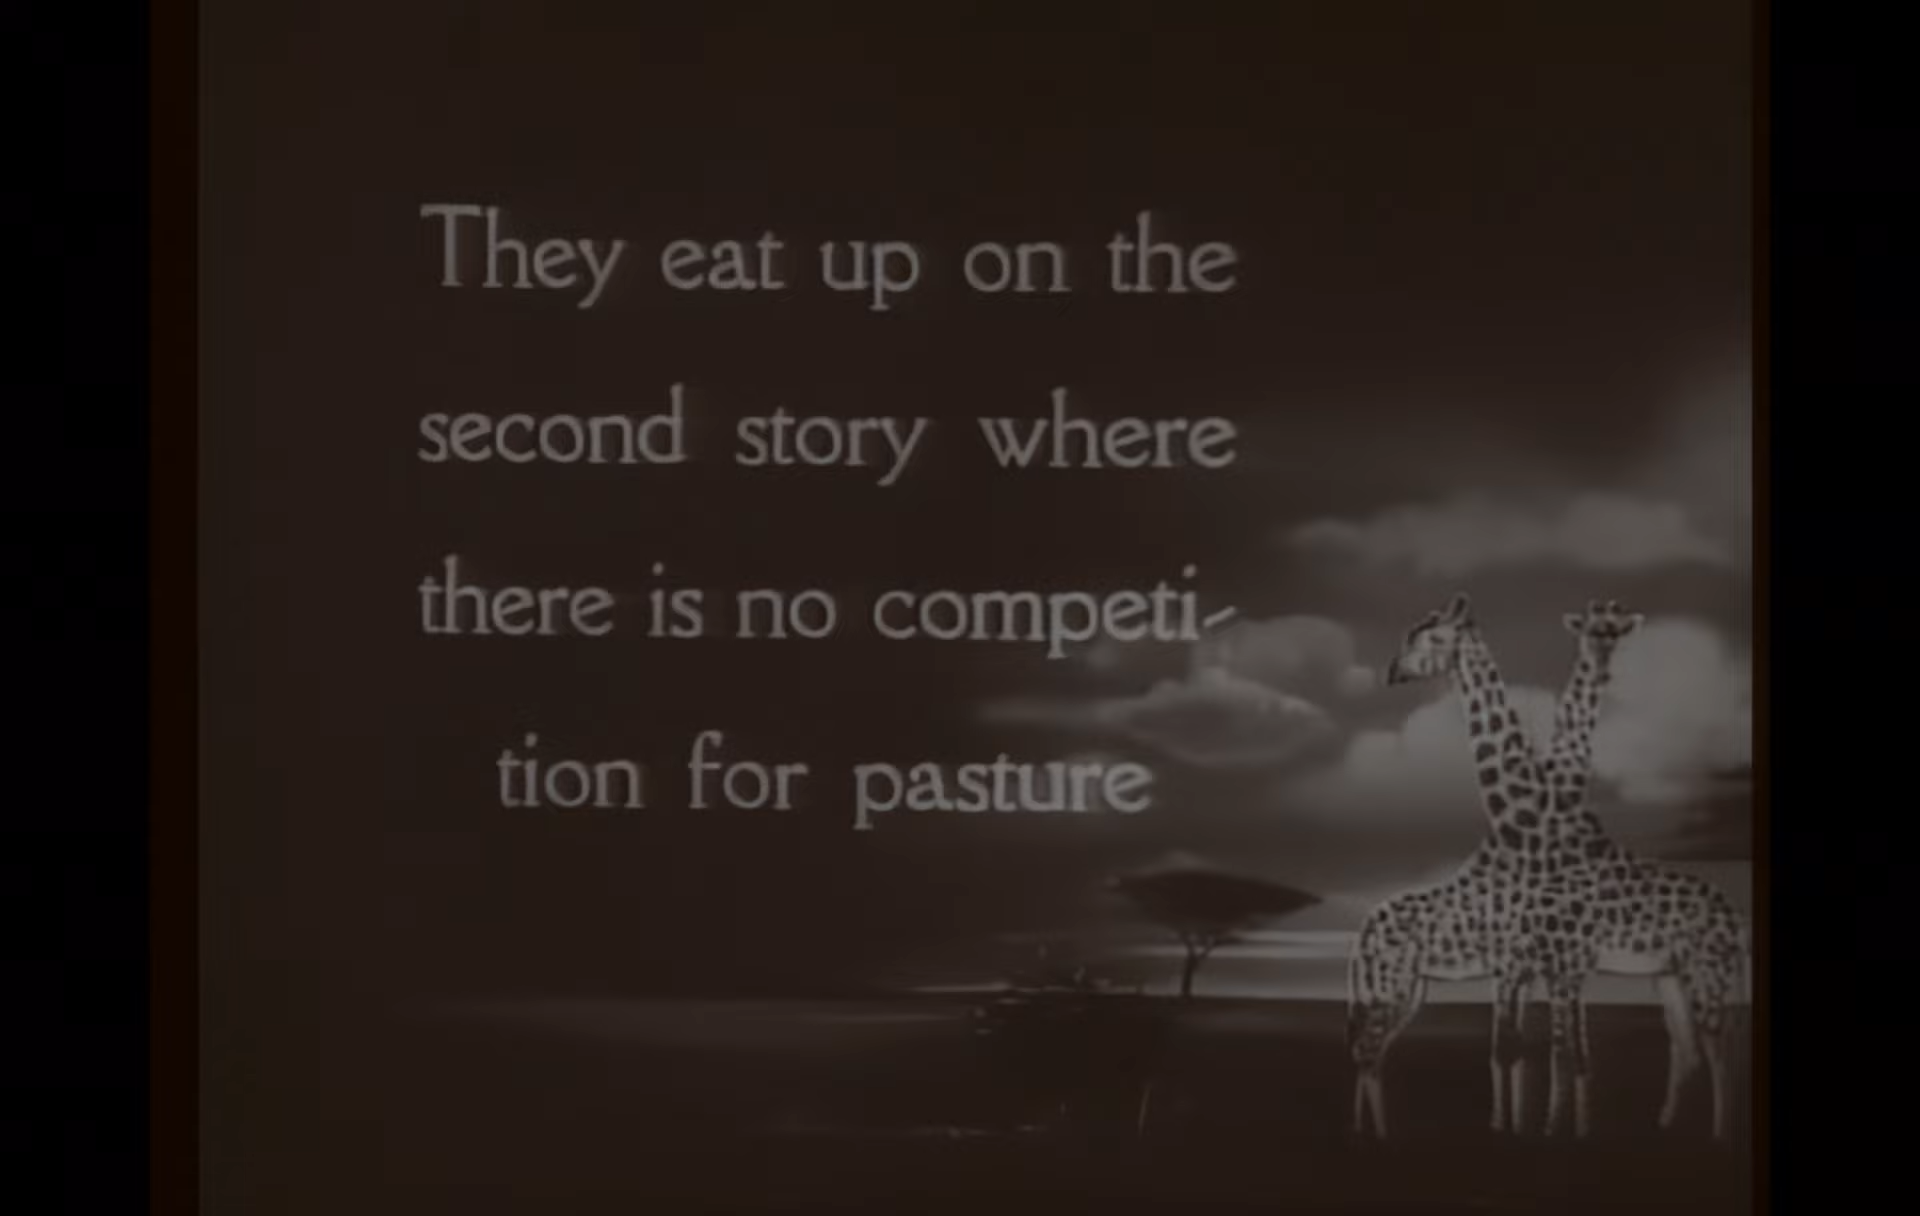 They eat up on the
second story where
there is no competi-
tion for pasture